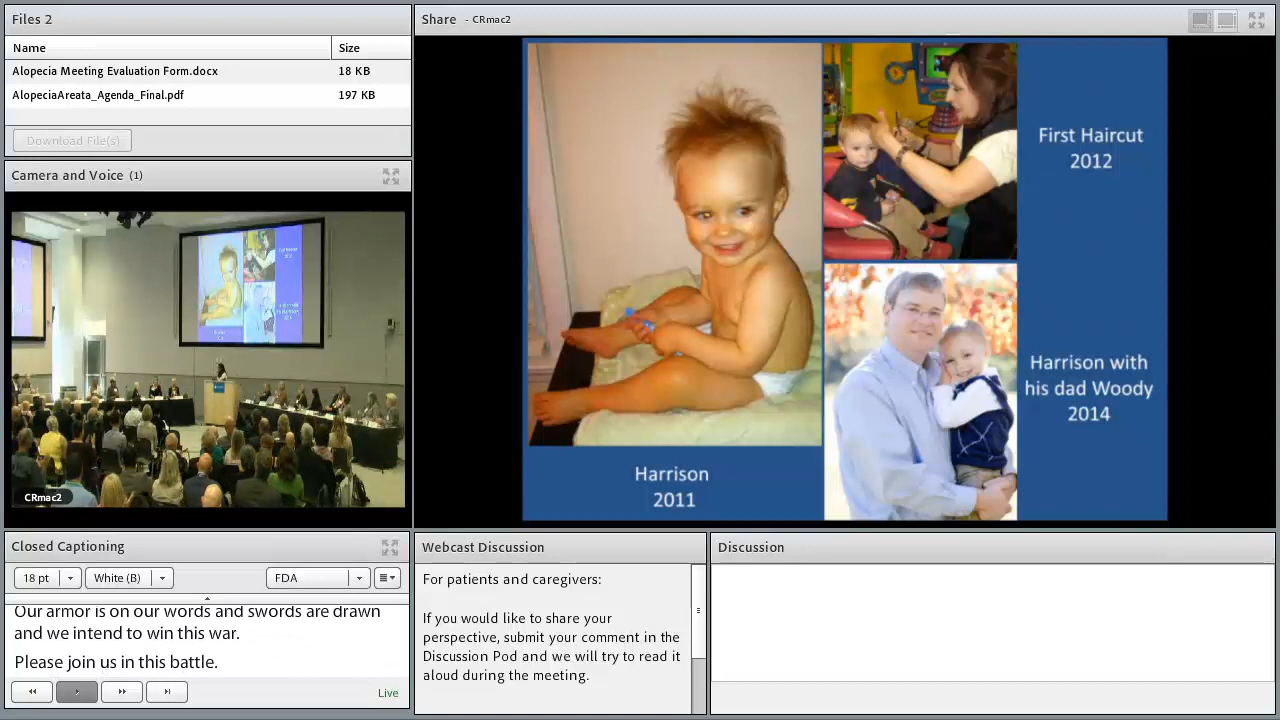 Files 2
Name Size
Alopecia Meeting Evaluation Form.docx 18 KB
AlopeciaAreata_Agenda_Final.pdf 197 KB
Download File(s)
Camera and Voice (1)
CRmac2
Share - CRmac2
First Haircut
2012
Harrison with
his dad Woody
2014
Harrison
2011
Closed Captioning
18 pt White (B) FDA
Our armor is on our words and swords are drawn
and we intend to win this war.
Please join us in this battle.
Live
Webcast Discussion
For patients and caregivers:
If you would like to share your
perspective, submit your comment in the
Discussion Pod and we will try to read it
aloud during the meeting.
Discussion